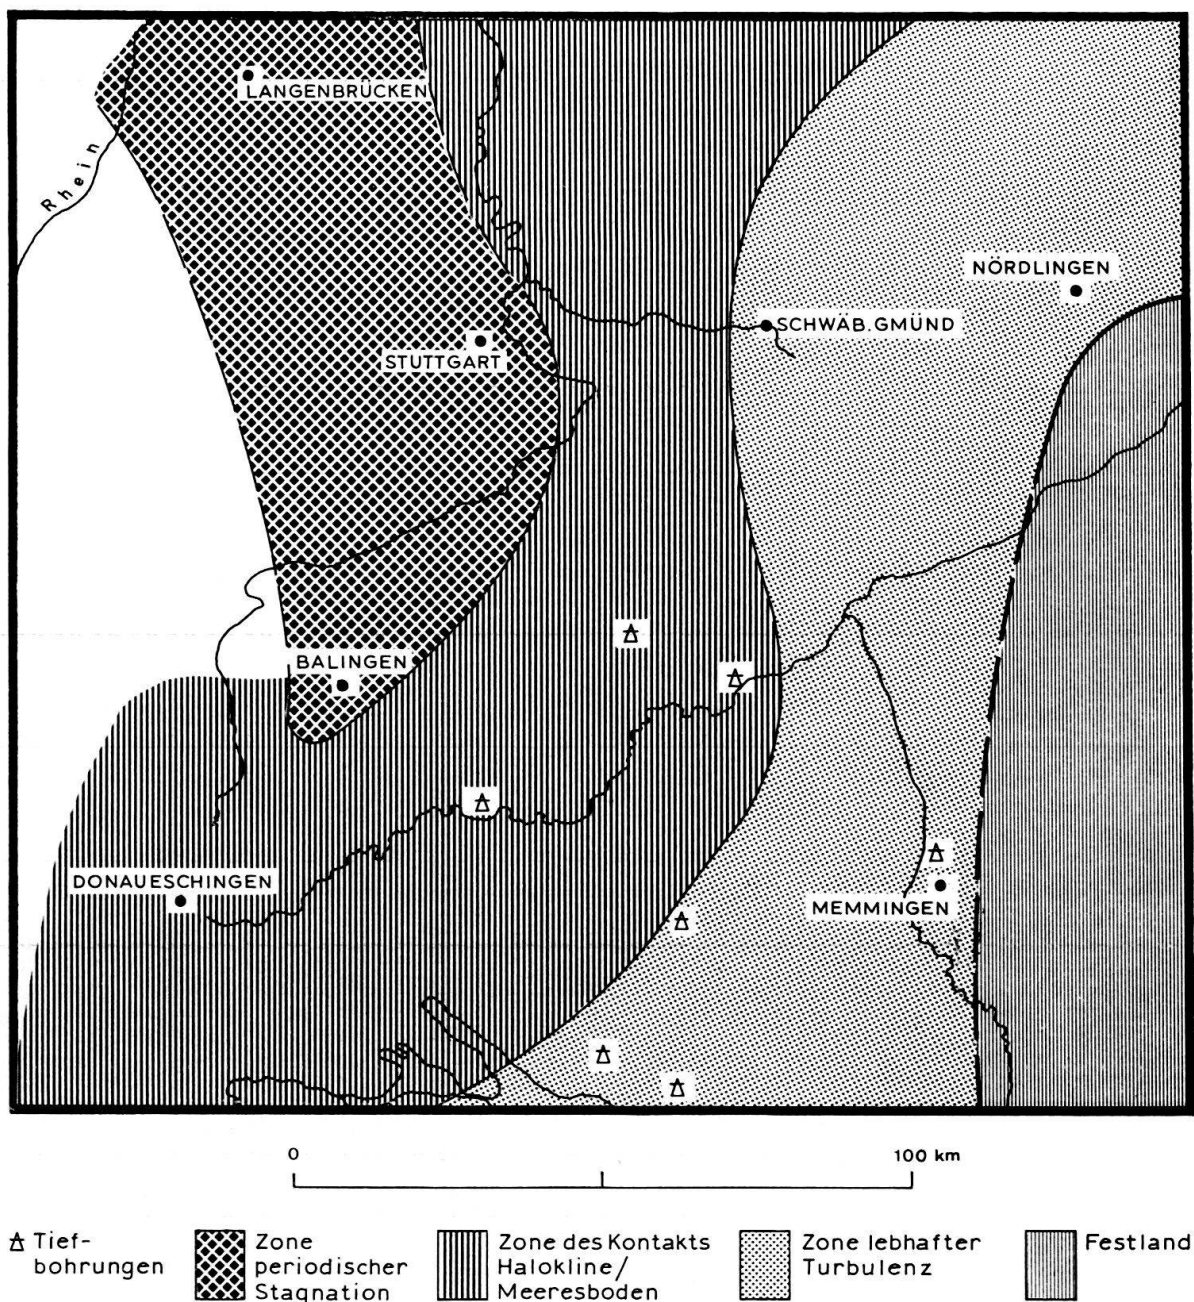 LANGENBRÜCKEN
Rhein
NÖRDLINGEN
SCHWÄB.GMÜND
STUTTGART
BALINGEN
DONAUESCHINGEN
MEMMINGEN
0 100 km
Tief-
bohrungen
Zone
periodischer
Stagnation
Zone des Kontakts
Halokline/
Meeresboden
Zone lebhafter
Turbulenz
Festland